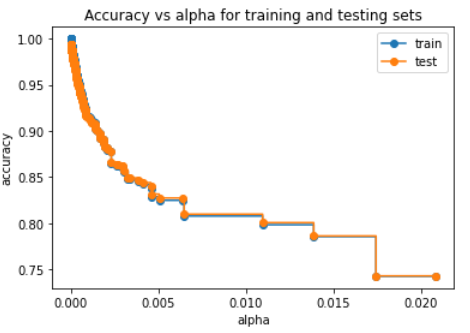 Accuracy vs alpha for training and testing sets
train
test
1.00
0.95
0.90
0.85
0.80
0.75
accuracy
0.000
0.005
0.010
0.015
0.020
alpha